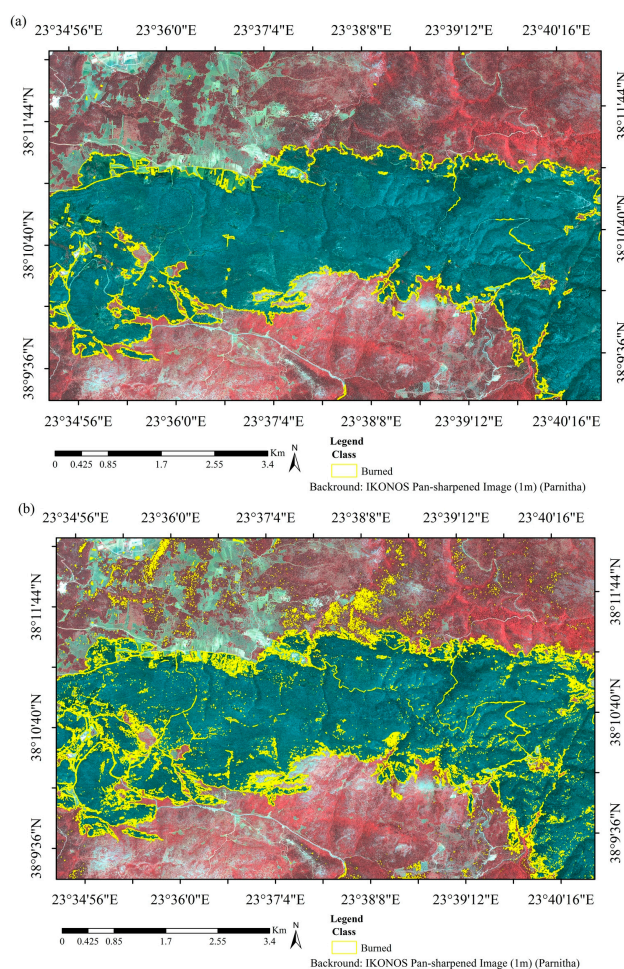 (a)
23°34'56"E 23°36'0"E 23°37'4"E 23°38'8"E 23°39'12"E 23°40'16"E
38°11'44"N 38°11'44"N
38°10'40"N 38°10'40"N
38°9'36"N 38°9'36"N
23°34'56"E 23°36'0"E 23°37'4"E 23°38'8"E 23°39'12"E 23°40'16"E
Km
0 0.425 0.85 1.7 2.55 3.4
N
Legend
Class
Burned
Backround: IKONOS Pan-sharpened Image (1m) (Parnitha)
(b)
23°34'56"E 23°36'0"E 23°37'4"E 23°38'8"E 23°39'12"E 23°40'16"E
38°11'44"N 38°11'44"N
38°10'40"N 38°10'40"N
38°9'36"N 38°9'36"N
23°34'56"E 23°36'0"E 23°37'4"E 23°38'8"E 23°39'12"E 23°40'16"E
Km
0 0.425 0.85 1.7 2.55 3.4
N
Legend
Class
Burned
Backround: IKONOS Pan-sharpened Image (1m) (Parnitha)